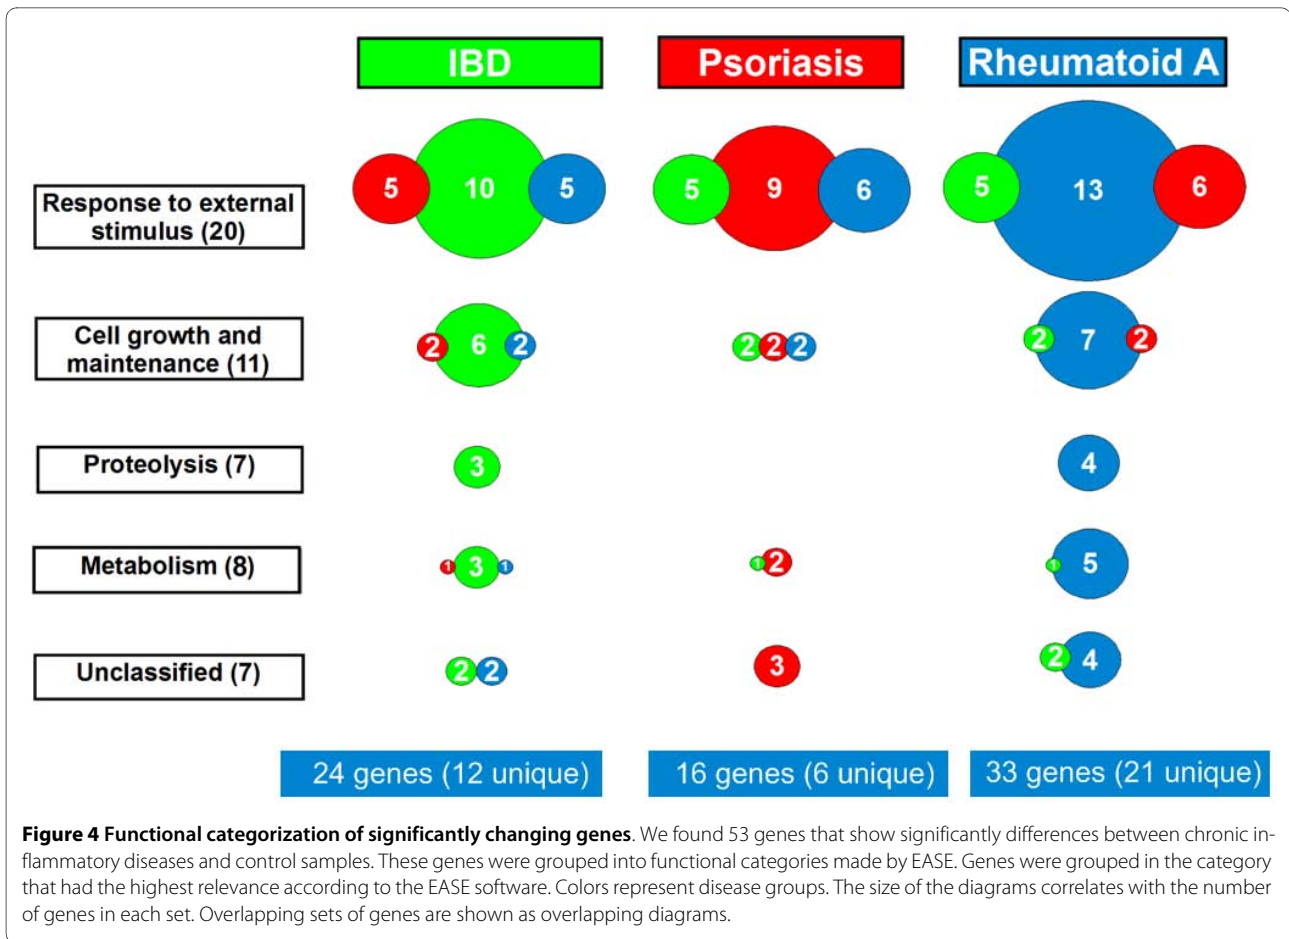 IBD
Psoriasis
Rheumatoid A
Response to external
stimulus (20)
5
10
5
5
9
6
5
13
6
Cell growth and
maintenance (11)
2
6
2
2
2
2
2
7
2
Proteolysis (7)
3
4
Metabolism (8)
1
3
1
1
2
1
5
Unclassified (7)
2
2
3
2
4
24 genes (12 unique)
16 genes (6 unique)
33 genes (21 unique)
Figure 4 Functional categorization of significantly changing genes. We found 53 genes that show significantly differences between chronic in-
flammatory diseases and control samples. These genes were grouped into functional categories made by EASE. Genes were grouped in the category
that had the highest relevance according to the EASE software. Colors represent disease groups. The size of the diagrams correlates with the number
of genes in each set. Overlapping sets of genes are shown as overlapping diagrams.